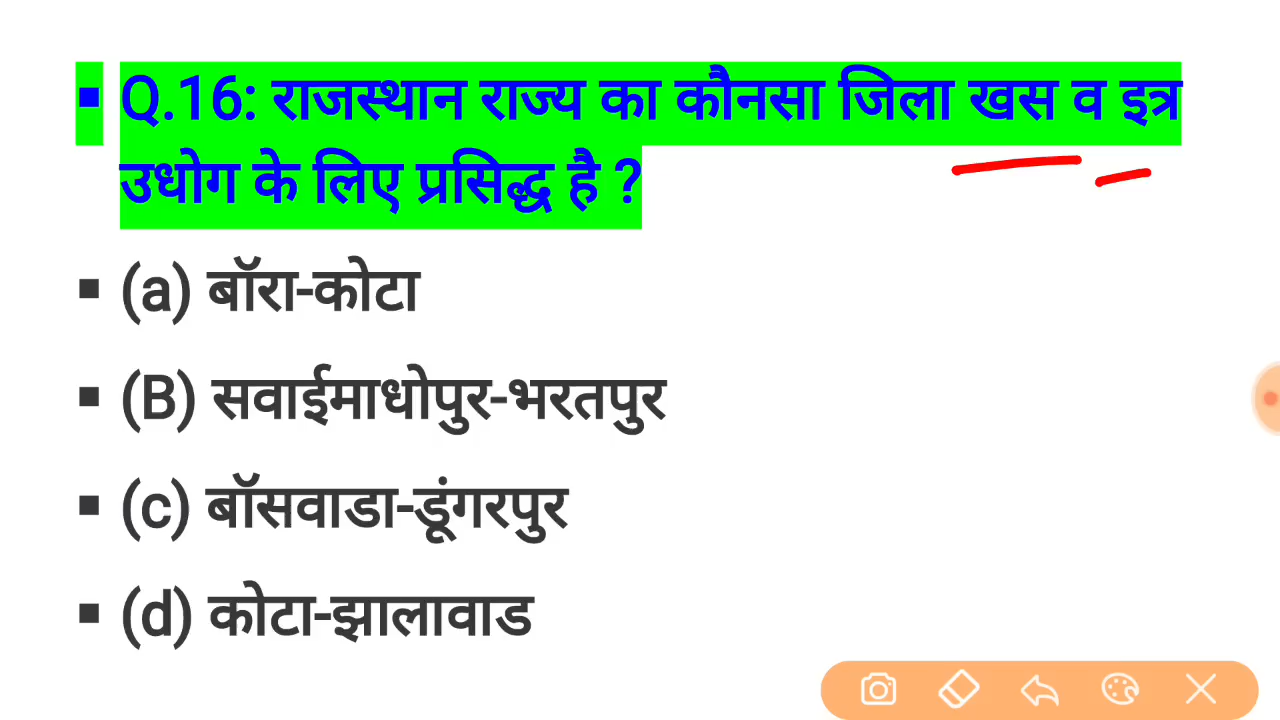 ▪ Q.16: राजस्थान राज्य का कौनसा जिला खस व इत्र
उधोग के लिए प्रसिद्ध है ?
▪ (a) बॉरा-कोटा
▪ (B) सवाईमाधोपुर-भरतपुर
▪ (c) बॉसवाडा-डूंगरपुर
▪ (d) कोटा-झालावाड